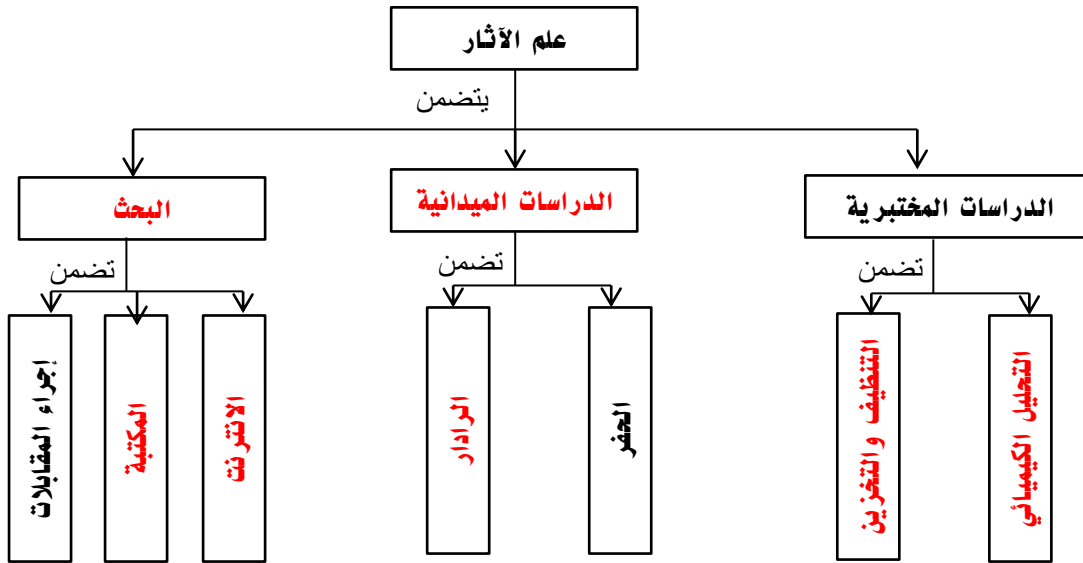 علم الآثار
يتضمن
الدراسات المختبرية
الدراسات الميدانية
البحث
تضمن
تضمن
تضمن
التحليل الكيميائي
التنظيف والتخزين
الحفر
الرادار
الانترنت
المكتبة
إجراء المقابلات